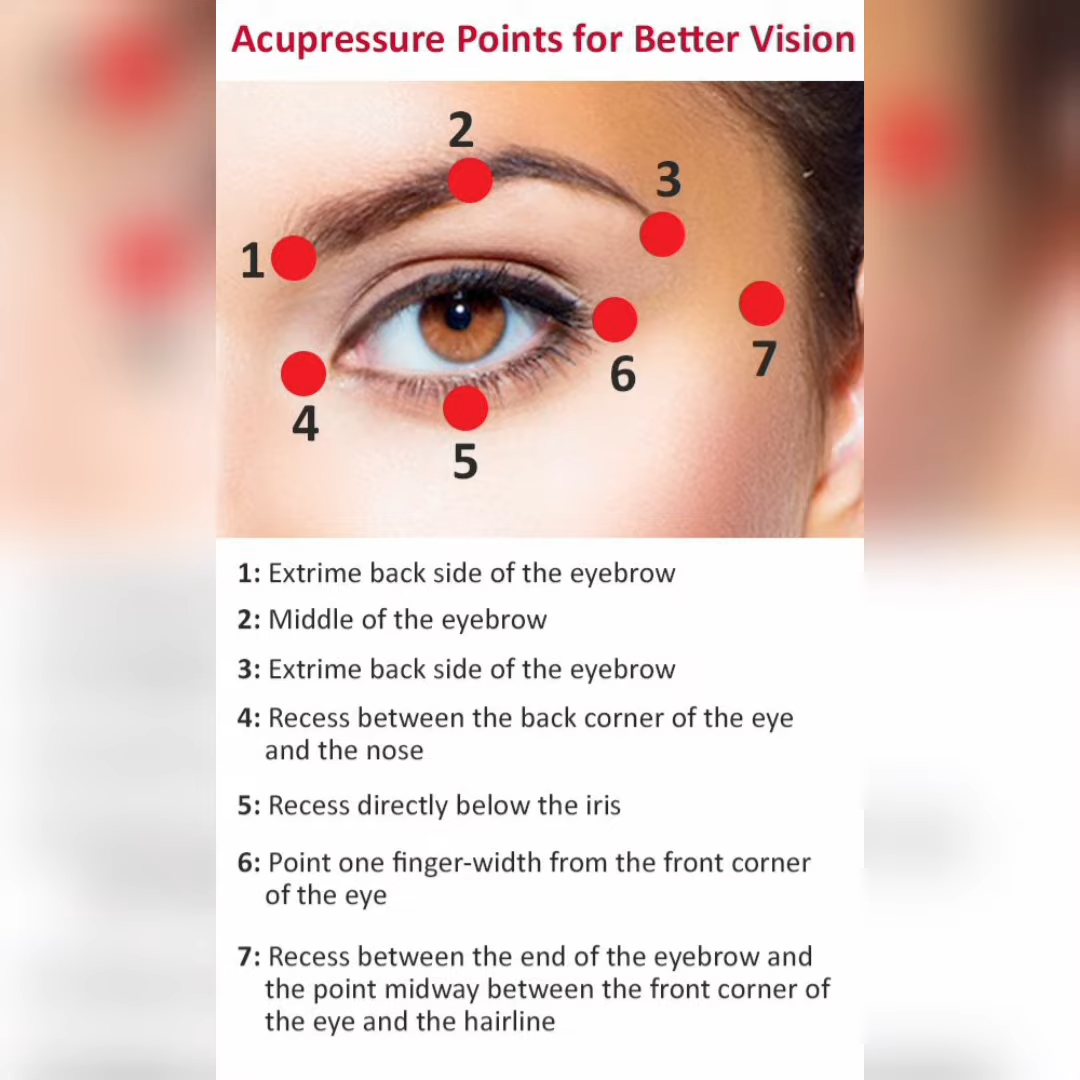 Acupressure Points for Better Vision
2
3
1
6
7
4
5
1: Extrime back side of the eyebrow
2: Middle of the eyebrow
3: Extrime back side of the eyebrow
4: Recess between the back corner of the eye
and the nose
5: Recess directly below the iris
6: Point one finger-width from the front corner
of the eye
7: Recess between the end of the eyebrow and
the point midway between the front corner of
the eye and the hairline